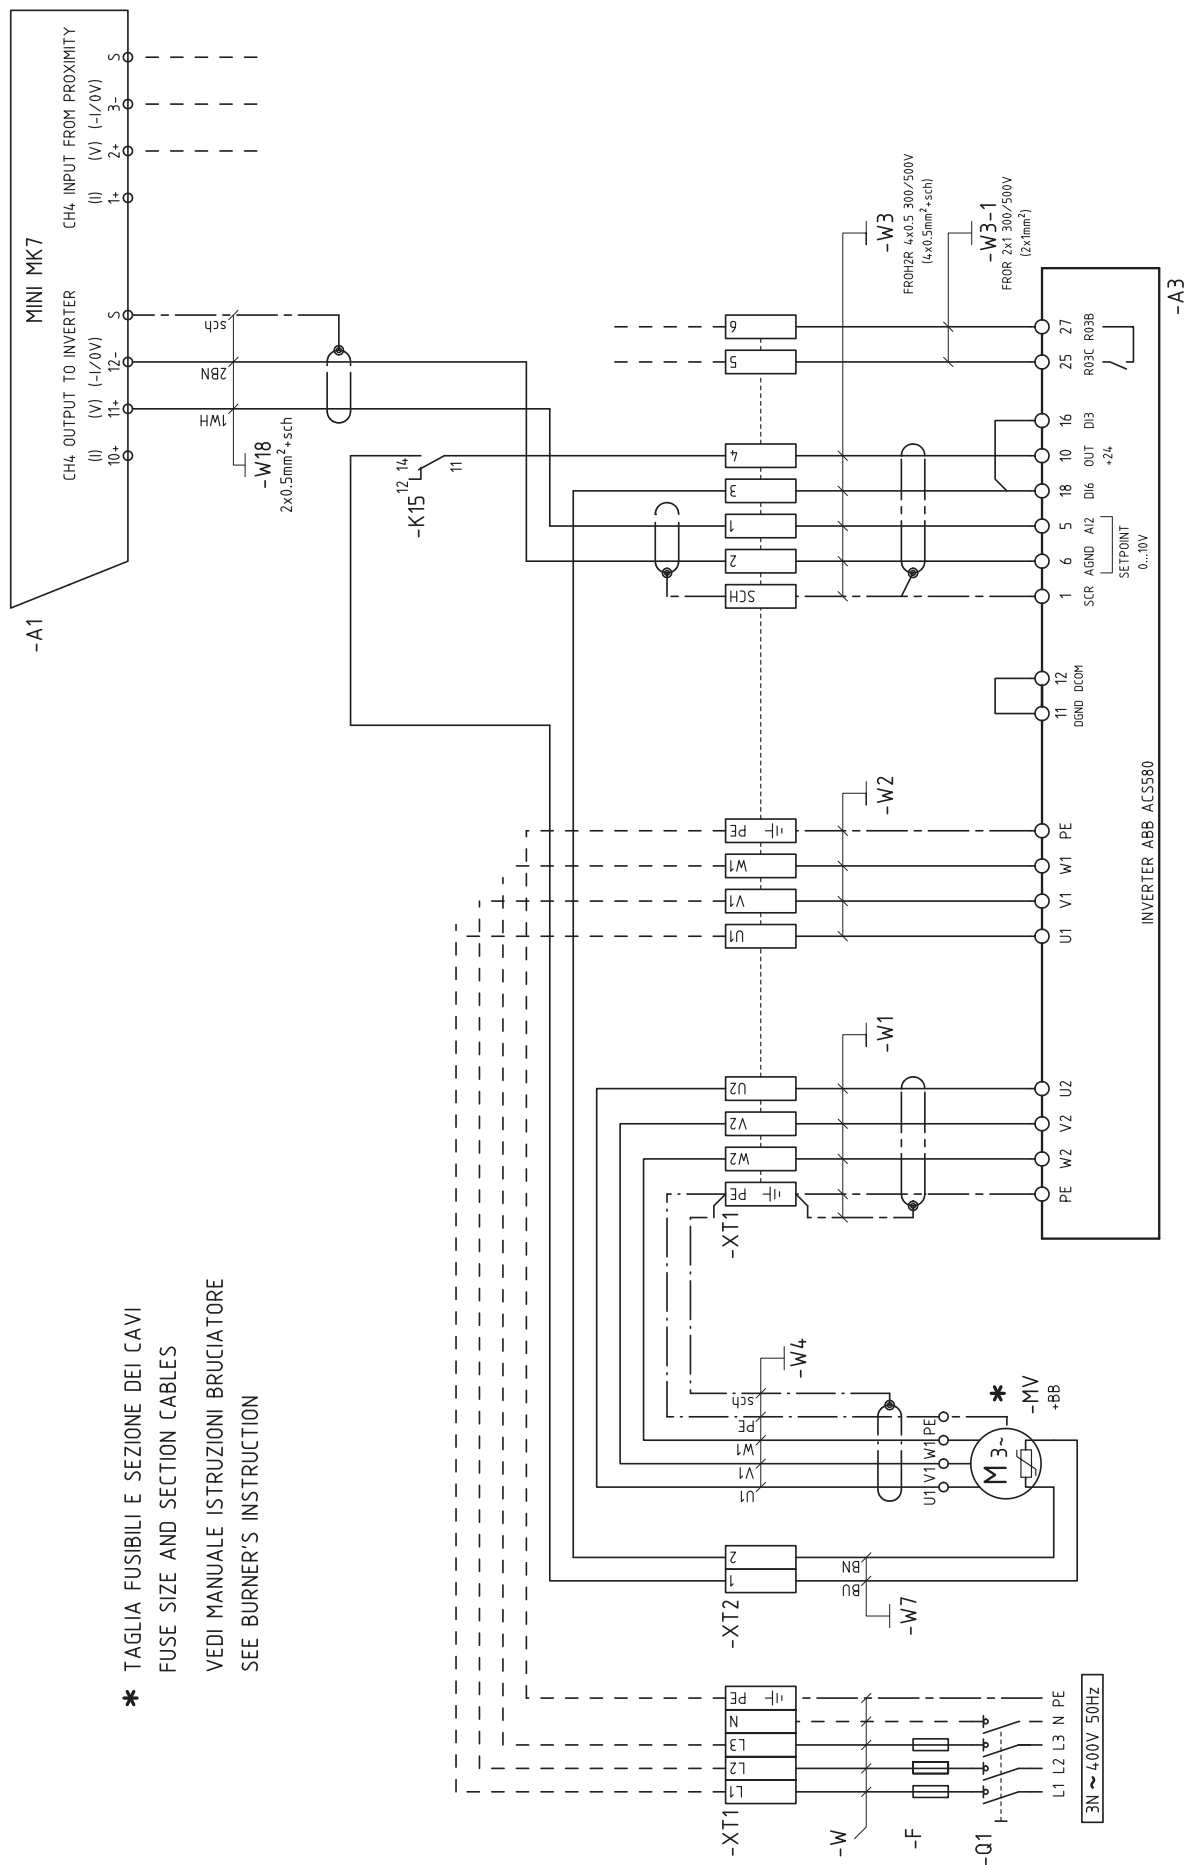 -A1
MINI MK7
CH4 OUTPUT TO INVERTER
(I) (V) (-I/0V)
10+ 11+ 12- S
CH4 INPUT FROM PROXIMITY
(I) (V) (-I/0V)
1+ 2+ 3- S
1WH 2BN sch
-W18
2x0.5mm²+sch
-K15
12 14
11
* TAGLIA FUSIBILI E SEZIONE DEI CAVI
FUSE SIZE AND SECTION CABLES
VEDI MANUALE ISTRUZIONI BRUCIATORE
SEE BURNER'S INSTRUCTION
-XT1
L1 L2 L3 N PE
-XT2
1 2
-XT1
PE W2 V2 U2
U1 V1 W1 PE
SCH 2 1 3 4 5 6
-W
-F
-Q1
L1 L2 L3 N PE
3N ~ 400V 50Hz
BU BN
-W7
U1 V1 W1 PE sch
-W4
U1 V1 W1 PE
M 3~
*
-MV
+BB
-W1
-W2
-W3
FROH2R 4x0.5 300/500V
(4x0.5mm²+sch)
-W3-1
FROR 2x1 300/500V
(2x1mm²)
PE W2 V2 U2
U1 V1 W1 PE
11 12
DGND DCOM
1 6 5 18 10 16 25 27
SCR AGND AI2 DI6 OUT DI3 R03C R03B
+24
SETPOINT
0...10V
INVERTER ABB ACS580
-A3